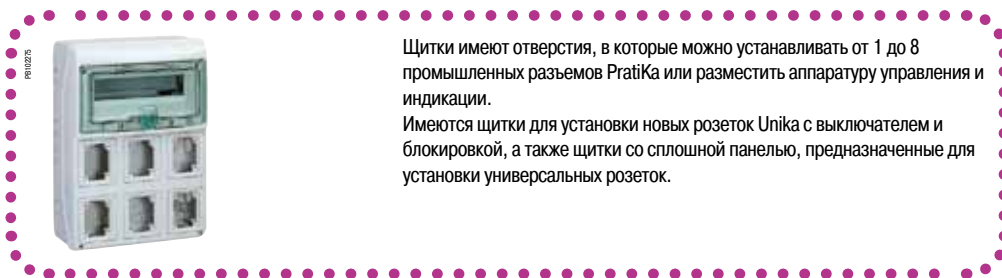 PB102275
Щитки имеют отверстия, в которые можно устанавливать от 1 до 8
промышленных разъемов PratiKa или разместить аппаратуру управления и
индикации.
Имеются щитки для установки новых розеток Unika с выключателем и
блокировкой, а также щитки со сплошной панелью, предназначенные для
установки универсальных розеток.